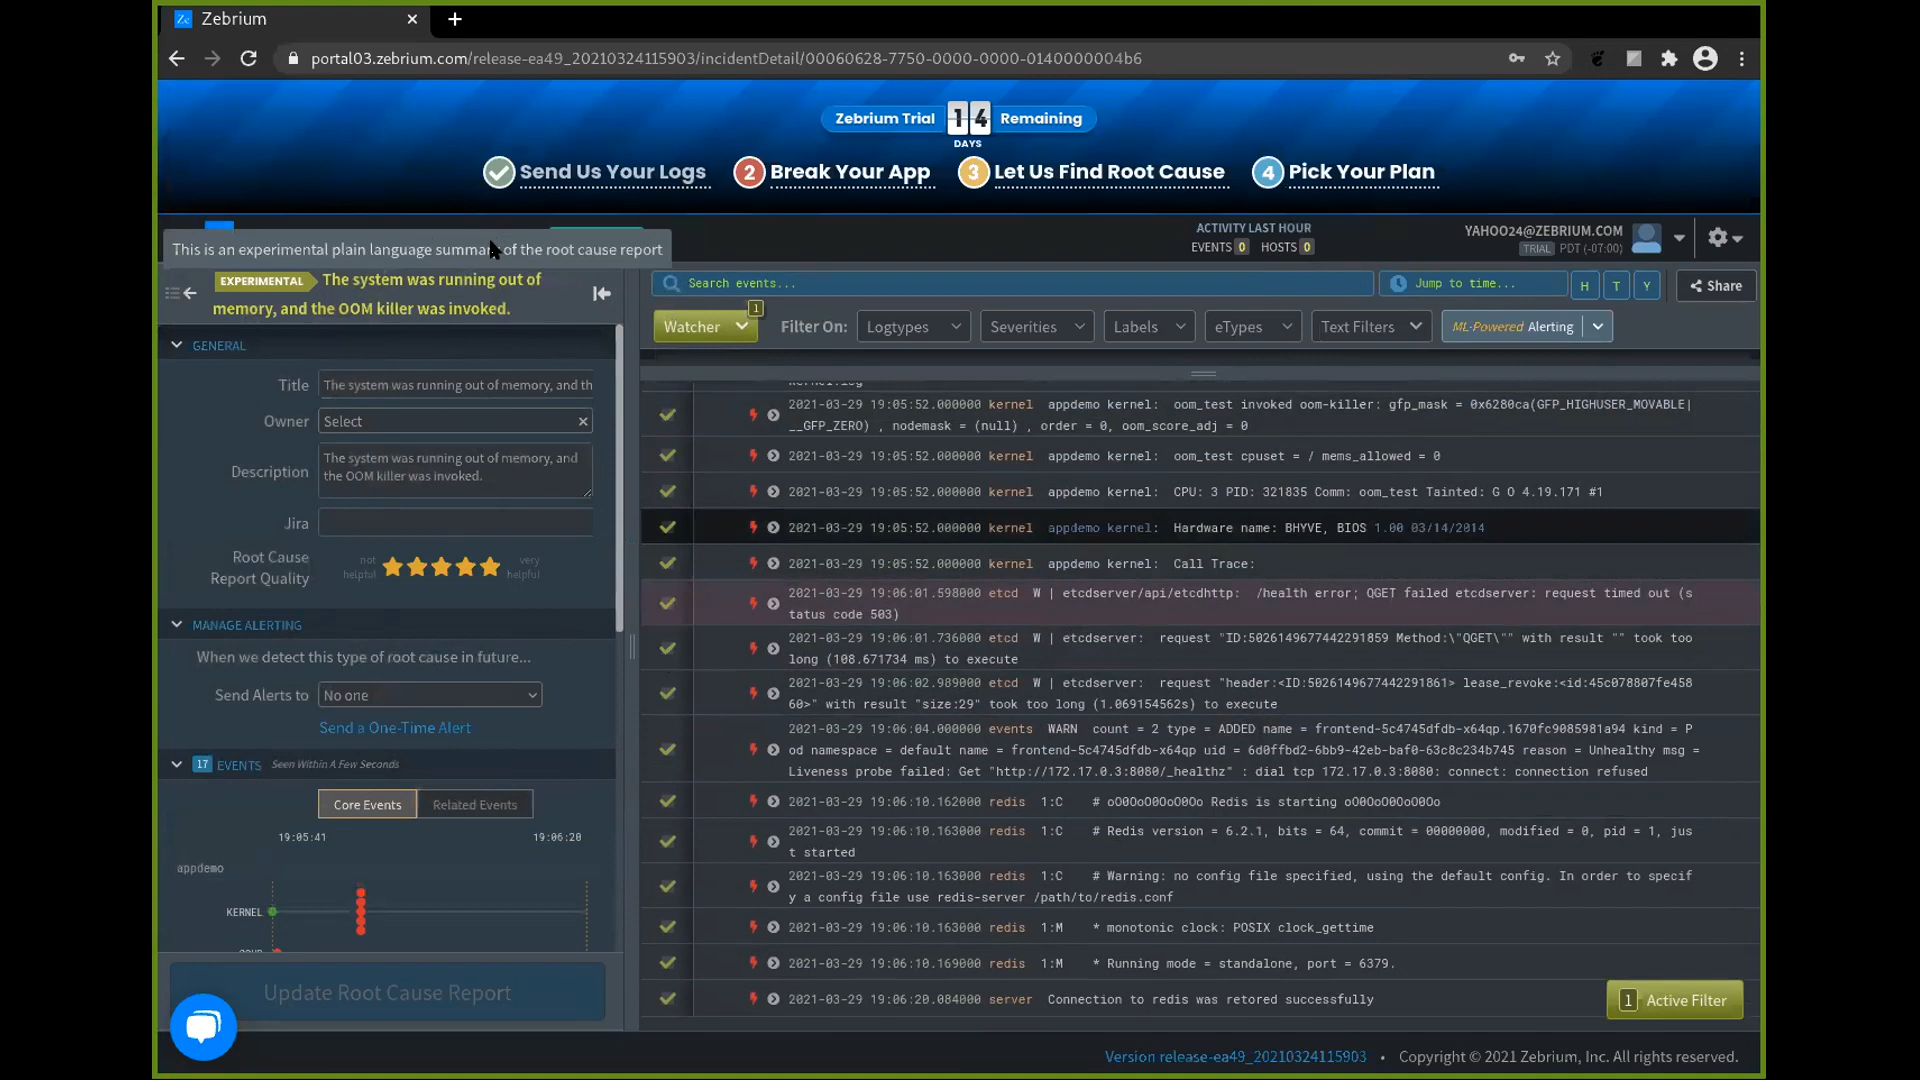 Zebrium
portal03.zebrium.com/release-ea49_20210324115903/incidentDetail/00060628-7750-0000-0000-0140000004b6
Zebrium Trial 14 Remaining
DAYS
Send Us Your Logs 2 Break Your App 3 Let Us Find Root Cause 4 Pick Your Plan
This is an experimental plain language summary of the root cause report
ACTIVITY LAST HOUR
EVENTS 0 HOSTS 0
YAHOO24@ZEBRIUM.COM
TRIAL PDT (-07:00)
EXPERIMENTAL The system was running out of
memory, and the OOM killer was invoked.
Search events...
Jump to time...
H T Y
Share
1
Watcher
Filter On: Logtypes Severities Labels eTypes Text Filters ML-Powered Alerting
GENERAL
Title The system was running out of memory, and th
Owner Select
Description The system was running out of memory, and
the OOM killer was invoked.
Jira
Root Cause
Report Quality
not
helpful
very
helpful
MANAGE ALERTING
When we detect this type of root cause in future...
Send Alerts to No one
Send a One-Time Alert
17 EVENTS Seen Within A Few Seconds
Core Events Related Events
19:05:41 19:06:20
appdemo
KERNEL
Update Root Cause Report
2021-03-29 19:05:52.000000 kernel appdemo kernel: oom_test invoked oom-killer: gfp_mask = 0x6280ca(GFP_HIGHUSER_MOVABLE|
__GFP_ZERO) , nodemask = (null) , order = 0, oom_score_adj = 0
2021-03-29 19:05:52.000000 kernel appdemo kernel: oom_test cpuset = / mems_allowed = 0
2021-03-29 19:05:52.000000 kernel appdemo kernel: CPU: 3 PID: 321835 Comm: oom_test Tainted: G O 4.19.171 #1
2021-03-29 19:05:52.000000 kernel appdemo kernel: Hardware name: BHYVE, BIOS 1.00 03/14/2014
2021-03-29 19:05:52.000000 kernel appdemo kernel: Call Trace:
2021-03-29 19:06:01.598000 etcd W | etcdserver/api/etcdhttp: /health error; QGET failed etcdserver: request timed out (s
tatus code 503)
2021-03-29 19:06:01.736000 etcd W | etcdserver: request "ID:5026149677442291859 Method:\"QGET\"" with result "" took too
long (108.671734 ms) to execute
2021-03-29 19:06:02.989000 etcd W | etcdserver: request "header:<ID:5026149677442291861> lease_revoke:<id:45c078807fe458
60>" with result "size:29" took too long (1.069154562s) to execute
2021-03-29 19:06:04.000000 events WARN count = 2 type = ADDED name = frontend-5c4745dfdb-x64qp.1670fc9085981a94 kind = P
od namespace = default name = frontend-5c4745dfdb-x64qp uid = 6d0ffbd2-6bb9-42eb-baf0-63c8c234b745 reason = Unhealthy msg =
Liveness probe failed: Get "http://172.17.0.3:8080/_healthz" : dial tcp 172.17.0.3:8080: connect: connection refused
2021-03-29 19:06:10.162000 redis 1:C # oO0OoO0OoO0Oo Redis is starting oO0OoO0OoO0Oo
2021-03-29 19:06:10.163000 redis 1:C # Redis version = 6.2.1, bits = 64, commit = 00000000, modified = 0, pid = 1, jus
t started
2021-03-29 19:06:10.163000 redis 1:C # Warning: no config file specified, using the default config. In order to specif
y a config file use redis-server /path/to/redis.conf
2021-03-29 19:06:10.163000 redis 1:M * monotonic clock: POSIX clock_gettime
2021-03-29 19:06:10.169000 redis 1:M * Running mode = standalone, port = 6379.
2021-03-29 19:06:20.084000 server Connection to redis was retored successfully
1 Active Filter
Version release-ea49_20210324115903 • Copyright © 2021 Zebrium, Inc. All rights reserved.